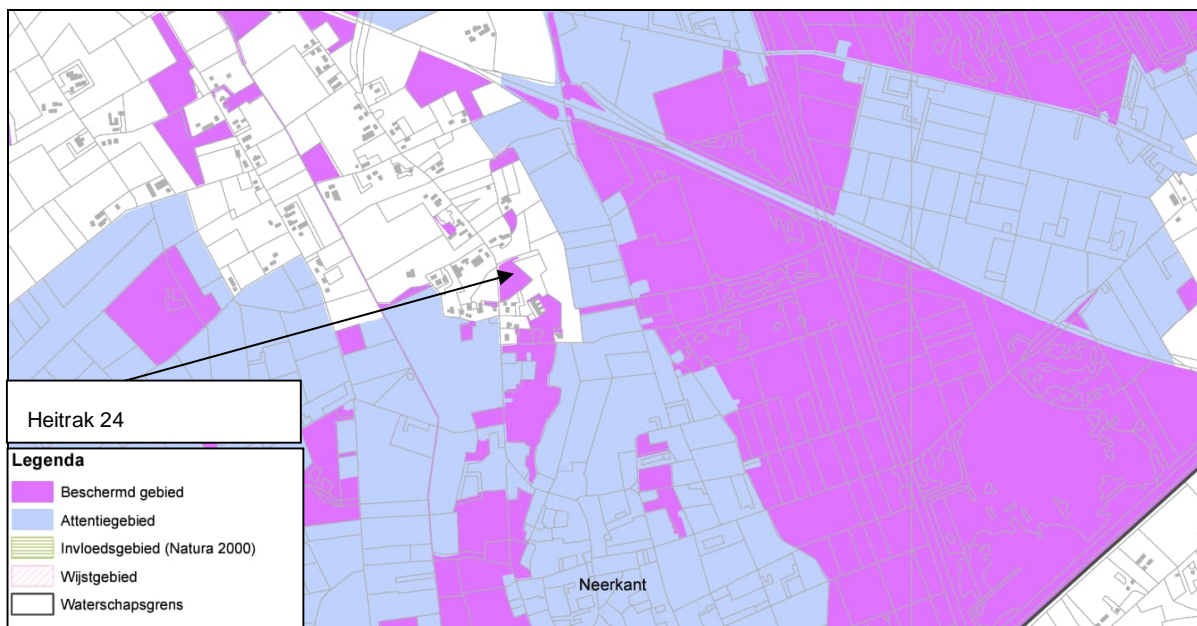 Heitrak 24
Legenda
Beschermd gebied
Attentiegebied
Invloedsgebied (Natura 2000)
Wijstgebied
Waterschapsgrens
Neerkant